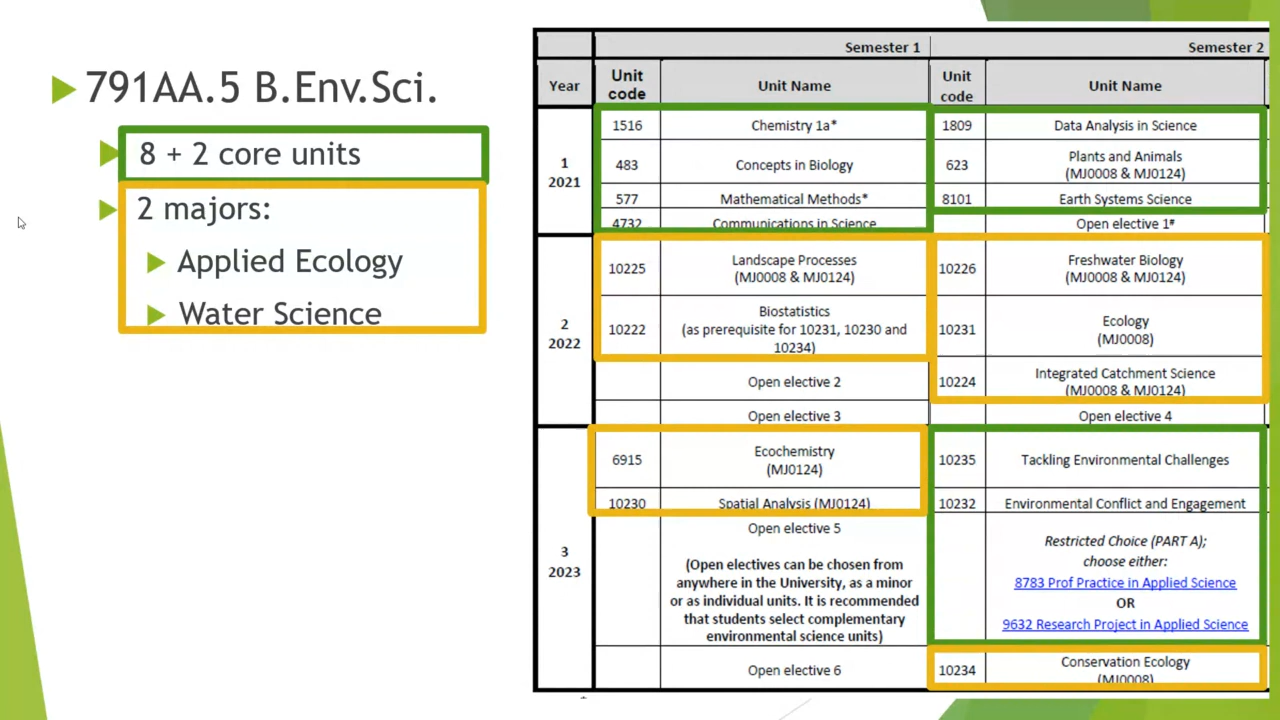 791AA.5 B.Env.Sci.
8 + 2 core units
2 majors:
Applied Ecology
Water Science
Semester 1 Semester 2
Year Unit code Unit Name Unit code Unit Name
1 2021
1516 Chemistry 1a* 1809 Data Analysis in Science
483 Concepts in Biology 623 Plants and Animals
(MJ0008 & MJ0124)
577 Mathematical Methods* 8101 Earth Systems Science
4732 Communications in Science Open elective 1#
2 2022
10225 Landscape Processes 10226 Freshwater Biology
(MJ0008 & MJ0124) (MJ0008 & MJ0124)
10222 Biostatistics 10231 Ecology
(as prerequisite for 10231, 10230 and (MJ0008)
10234)
Open elective 2 10224 Integrated Catchment Science
(MJ0008 & MJ0124)
Open elective 3 Open elective 4
3 2023
6915 Ecochemistry 10235 Tackling Environmental Challenges
(MJ0124)
10230 Spatial Analysis (MJ0124) 10232 Environmental Conflict and Engagement
Open elective 5 Restricted Choice (PART A);
(Open electives can be chosen from choose either:
anywhere in the University, as a minor 8783 Prof Practice in Applied Science
or as individual units. It is recommended OR
that students select complementary 9632 Research Project in Applied Science
environmental science units)
Open elective 6 10234 Conservation Ecology
(MJ0008)